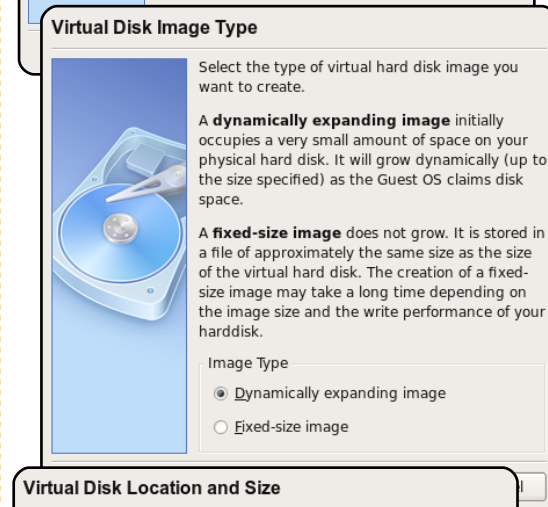 Virtual Disk Image Type
Select the type of virtual hard disk image you
want to create.
A dynamically expanding image initially
occupies a very small amount of space on your
physical hard disk. It will grow dynamically (up to
the size specified) as the Guest OS claims disk
space.
A fixed-size image does not grow. It is stored in
a file of approximately the same size as the size
of the virtual hard disk. The creation of a fixed-
size image may take a long time depending on
the image size and the write performance of your
harddisk.
Image Type
Dynamically expanding image
Fixed-size image
Virtual Disk Location and Size